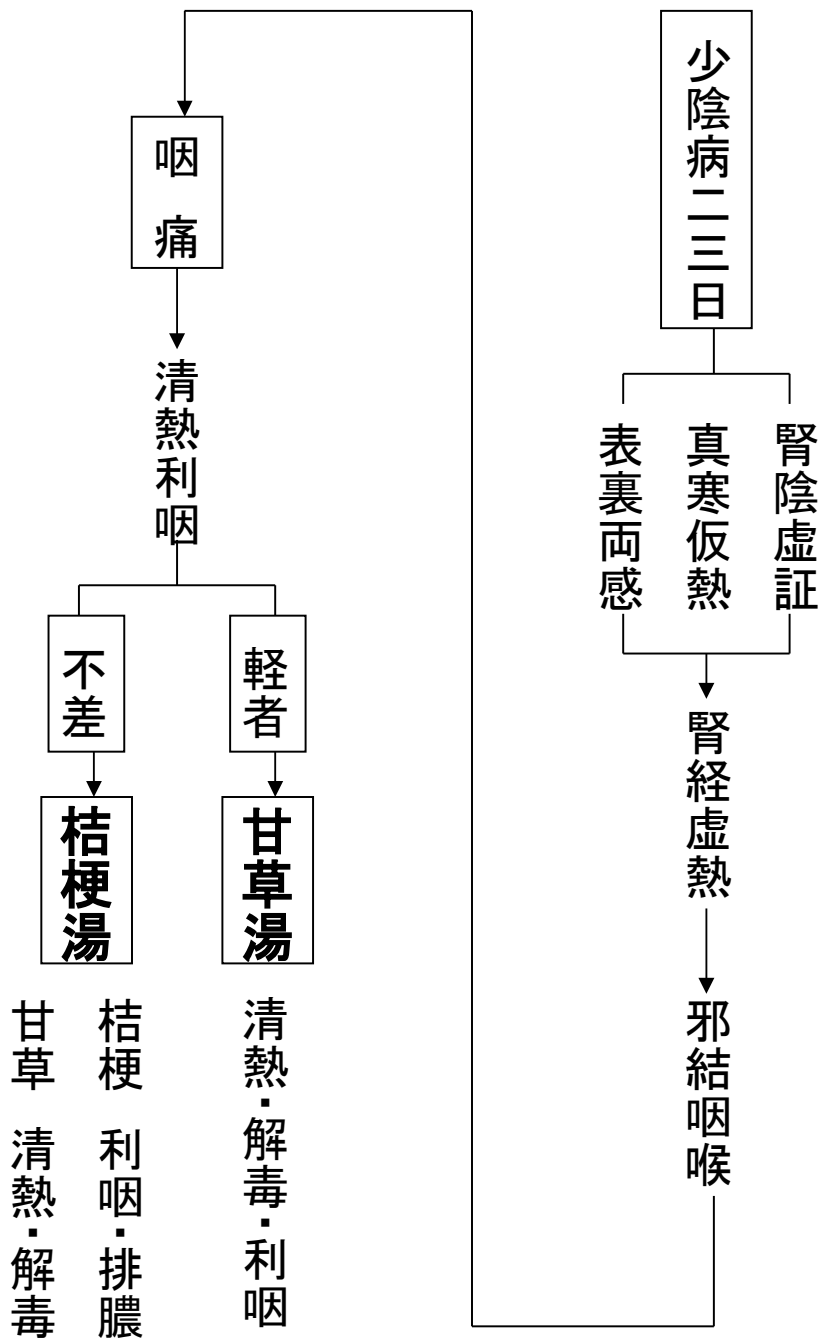 少陰病二三日
腎陰虚証
真寒仮熱
表裏両感
腎経虚熱
邪結咽喉
咽痛
清熱利咽
軽者
甘草湯
清熱・解毒・利咽
不差
桔梗湯
桔梗 利咽・排膿
甘草 清熱・解毒